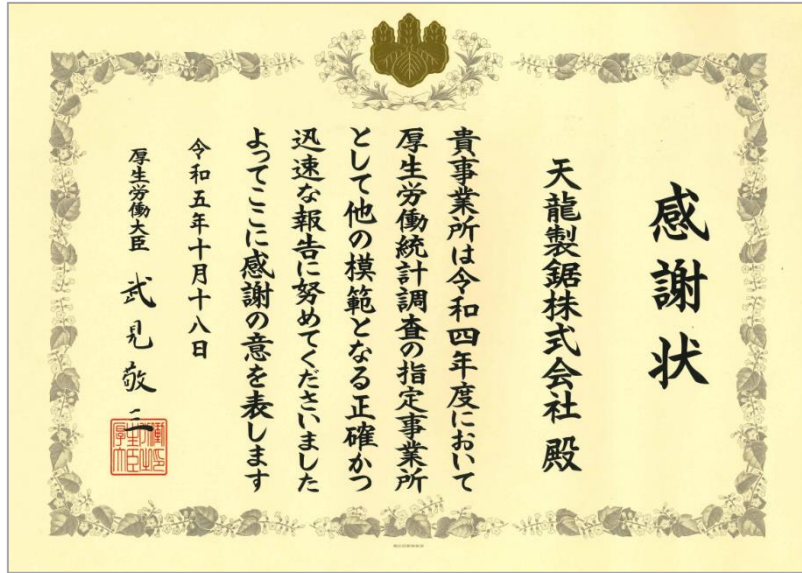 感謝状
天龍製鋸株式会社 殿
貴事業所は令和四年度において
厚生労働統計調査の指定事業所
として他の模範となる正確かつ
迅速な報告に努めてくださいました
よってここに感謝の意を表します
令和五年十月十八日
厚生労働大臣 武見敬三